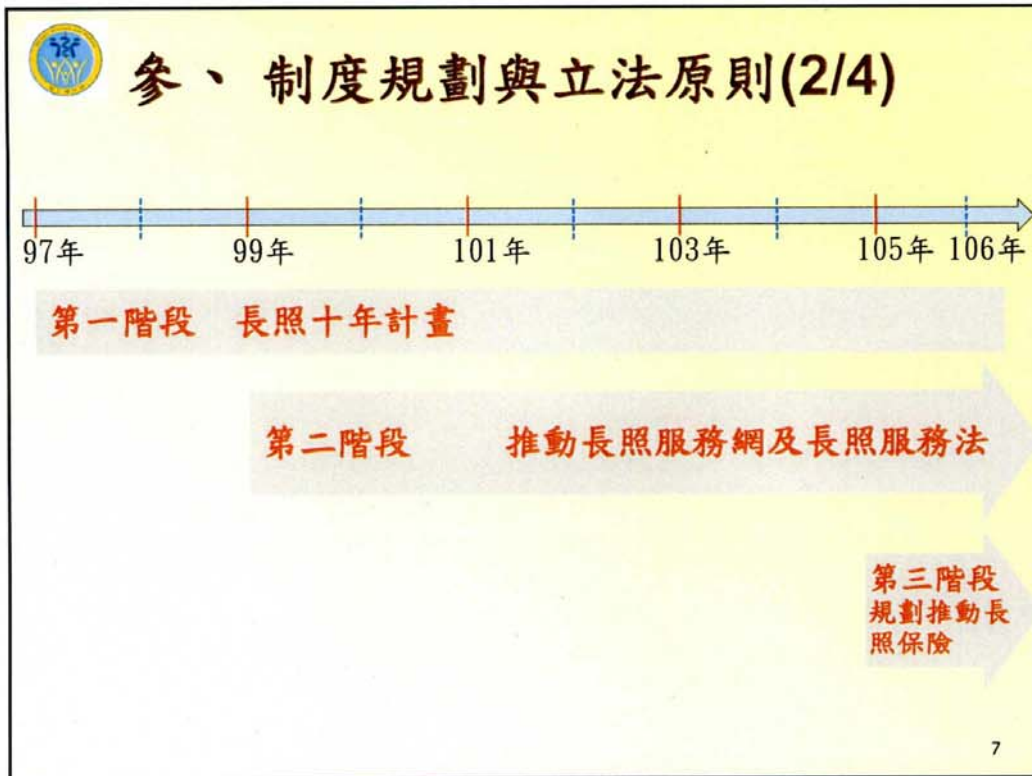 參、 制度規劃與立法原則(2/4)
97年 99年 101年 103年 105年 106年
第一階段 長照十年計畫
第二階段 推動長照服務網及長照服務法
第三階段
規劃推動長
照保險
7